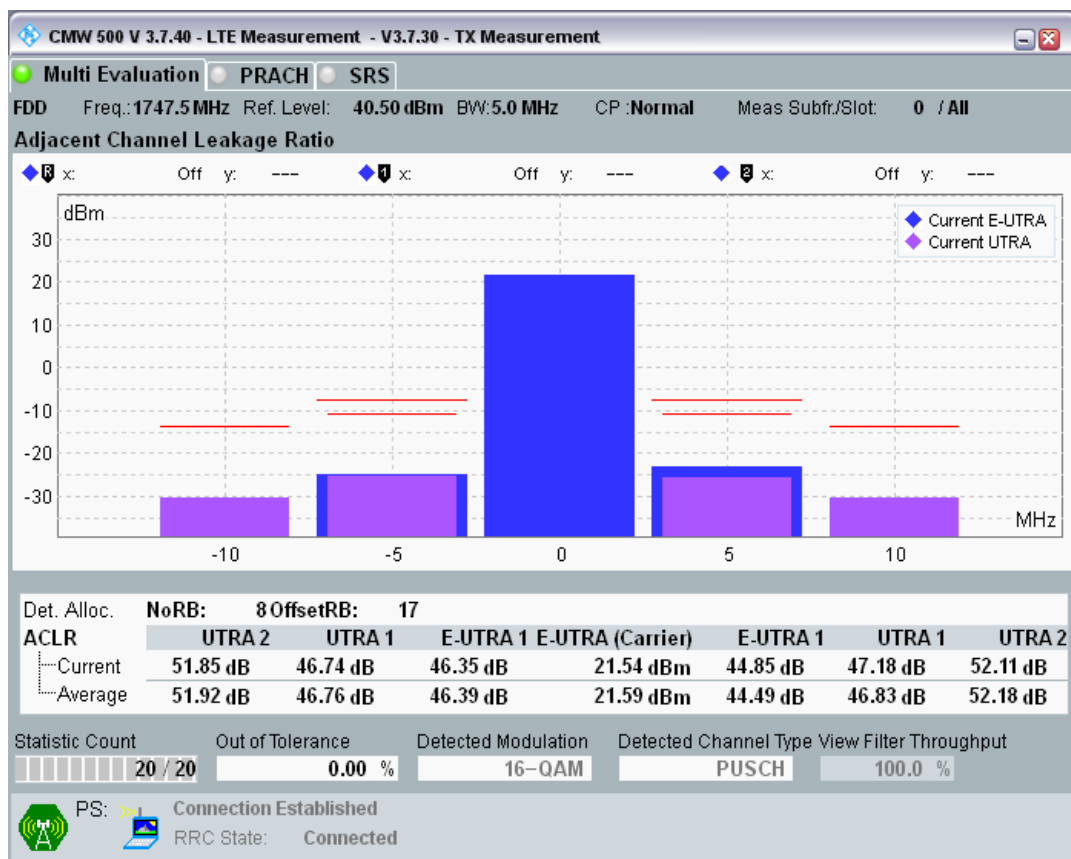 CMW 500 V 3.7.40 - LTE Measurement - V3.7.30 - TX Measurement
Multi Evaluation PRACH SRS
FDD Freq.: 1747.5 MHz Ref. Level: 40.50 dBm BW: 5.0 MHz CP : Normal Meas Subfr./Slot: 0 / All
Adjacent Channel Leakage Ratio
R x: Off y: --- 1 x: Off y: --- 2 x: Off y: ---
dBm
Current E-UTRA
Current UTRA
30
20
10
0
-10
-20
-30
MHz
-10 -5 0 5 10
Det. Alloc. NoRB: 8 OffsetRB: 17
ACLR UTRA 2 UTRA 1 E-UTRA 1 E-UTRA (Carrier) E-UTRA 1 UTRA 1 UTRA 2
Current 51.85 dB 46.74 dB 46.35 dB 21.54 dBm 44.85 dB 47.18 dB 52.11 dB
Average 51.92 dB 46.76 dB 46.39 dB 21.59 dBm 44.49 dB 46.83 dB 52.18 dB
Statistic Count Out of Tolerance Detected Modulation Detected Channel Type View Filter Throughput
20 / 20 0.00 % 16-QAM PUSCH 100.0 %
PS: Connection Established
RRC State: Connected